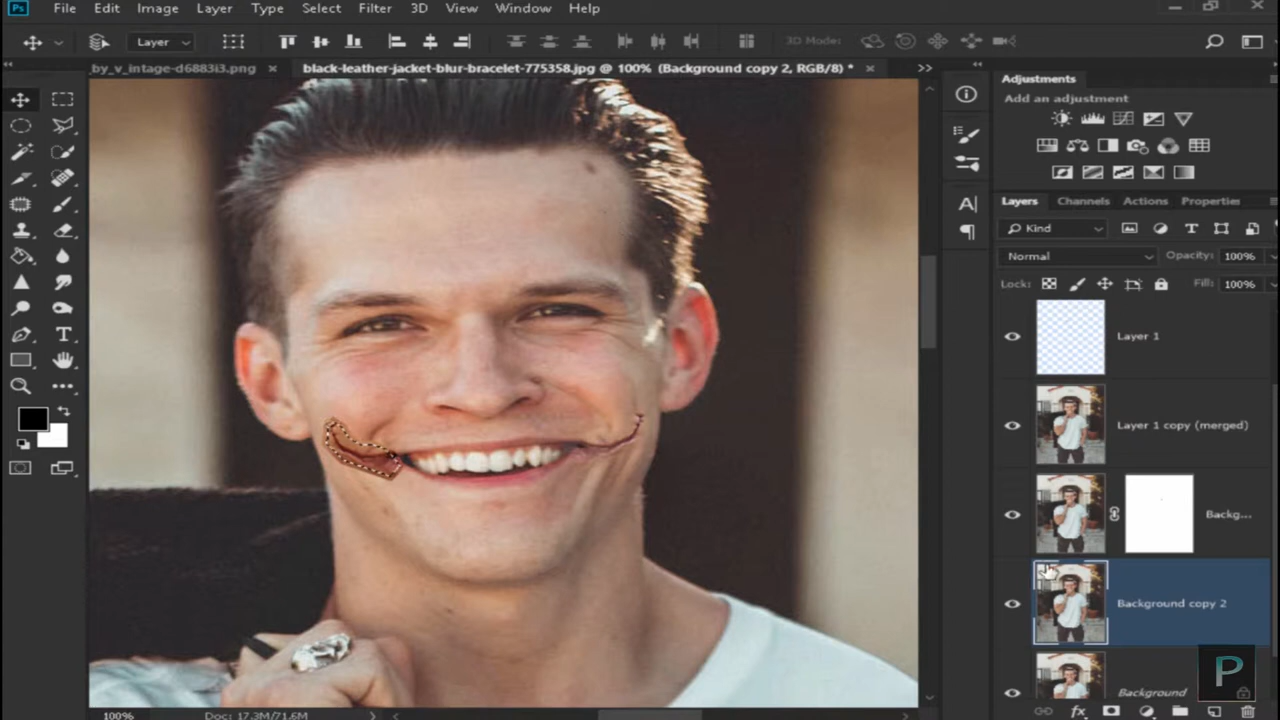 Ps File Edit Image Layer Type Select Filter 3D View Window Help
Layer 3D Mode:
_by_v_intage-d6883i3.png × black-leather-jacket-blur-bracelet-775358.jpg @ 100% (Background copy 2, RGB/8) * ×
Adjustments
Add an adjustment
Layers Channels Actions Properties
Kind
Normal Opacity: 100%
Lock: Fill: 100%
Layer 1
Layer 1 copy (merged)
Backg...
Background copy 2
Background
P
100% Doc: 17.3M/71.6M
fx